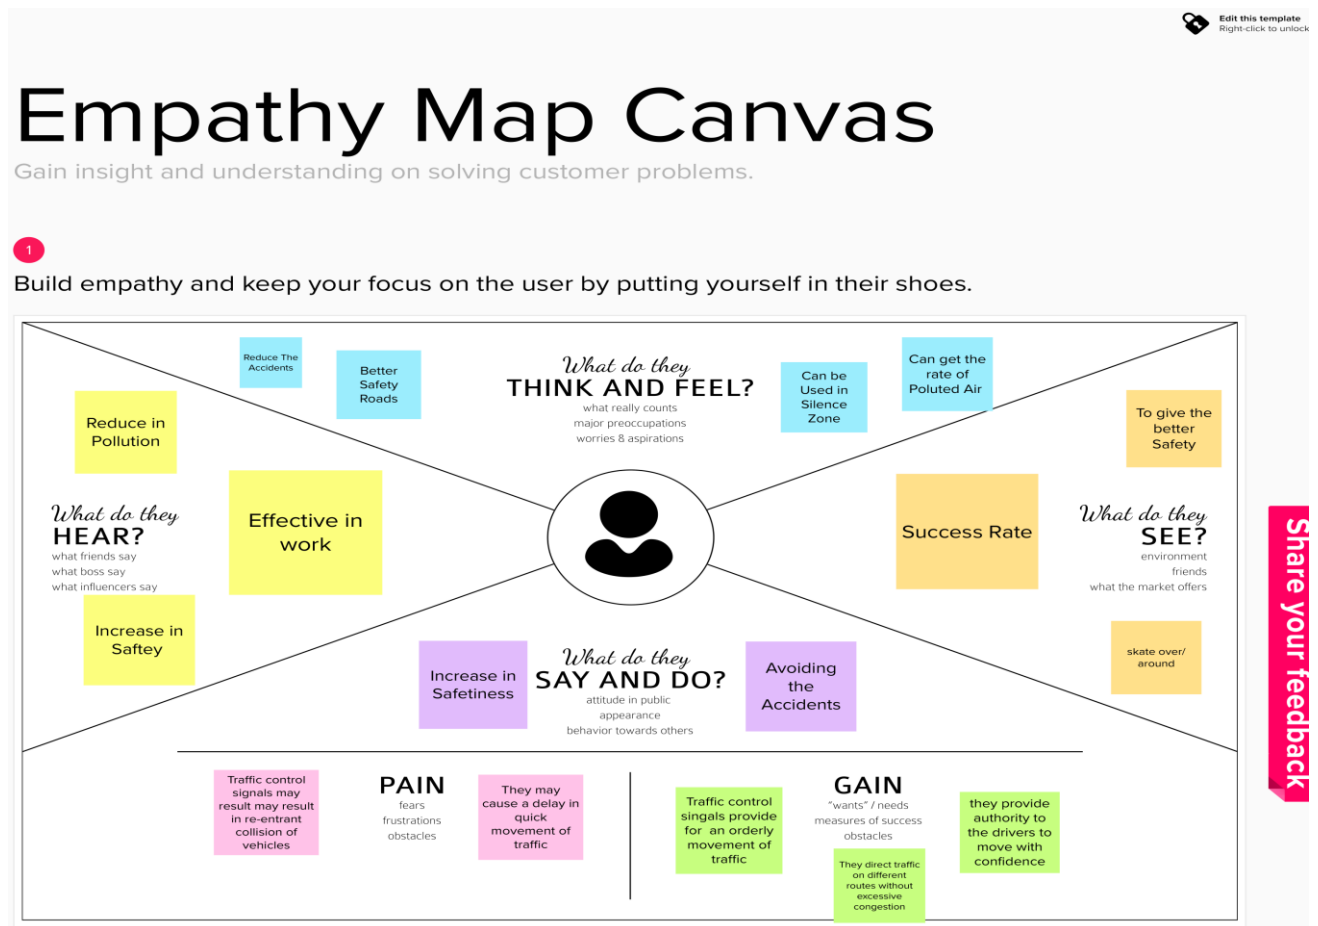 Edit this template
Right-click to unlock
Empathy Map Canvas
Gain insight and understanding on solving customer problems.
1
Build empathy and keep your focus on the user by putting yourself in their shoes.
Reduce The
Accidents
Better
Safety
Roads
What do they
THINK AND FEEL?
what really counts
major preoccupations
worries & aspirations
Can be
Used in
Silence
Zone
Can get the
rate of
Poluted Air
Reduce in
Pollution
Effective in
work
What do they
HEAR?
what friends say
what boss say
what influencers say
Increase in
Saftey
To give the
better
Safety
Success Rate
What do they
SEE?
environment
friends
what the market offers
skate over/
around
Share your feedback
Increase in
Safetiness
What do they
SAY AND DO?
attitude in public
appearance
behavior towards others
Avoiding
the
Accidents
Traffic control
signals may
result may result
in re-entrant
collision of
vehicles
PAIN
fears
frustrations
obstacles
They may
cause a delay in
quick
movement of
traffic
Traffic control
singals provide
for an orderly
movement of
traffic
GAIN
"wants" / needs
measures of success
obstacles
They direct traffic
on different
routes without
excessive
congestion
they provide
authority to
the drivers to
move with
confidence